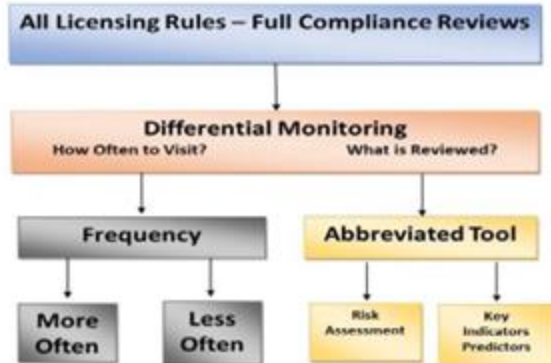 All Licensing Rules – Full Compliance Reviews
Differential Monitoring
How Often to Visit? What is Reviewed?
Frequency
Abbreviated Tool
More
Often
Less
Often
Risk
Assessment
Key
Indicators
Predictors